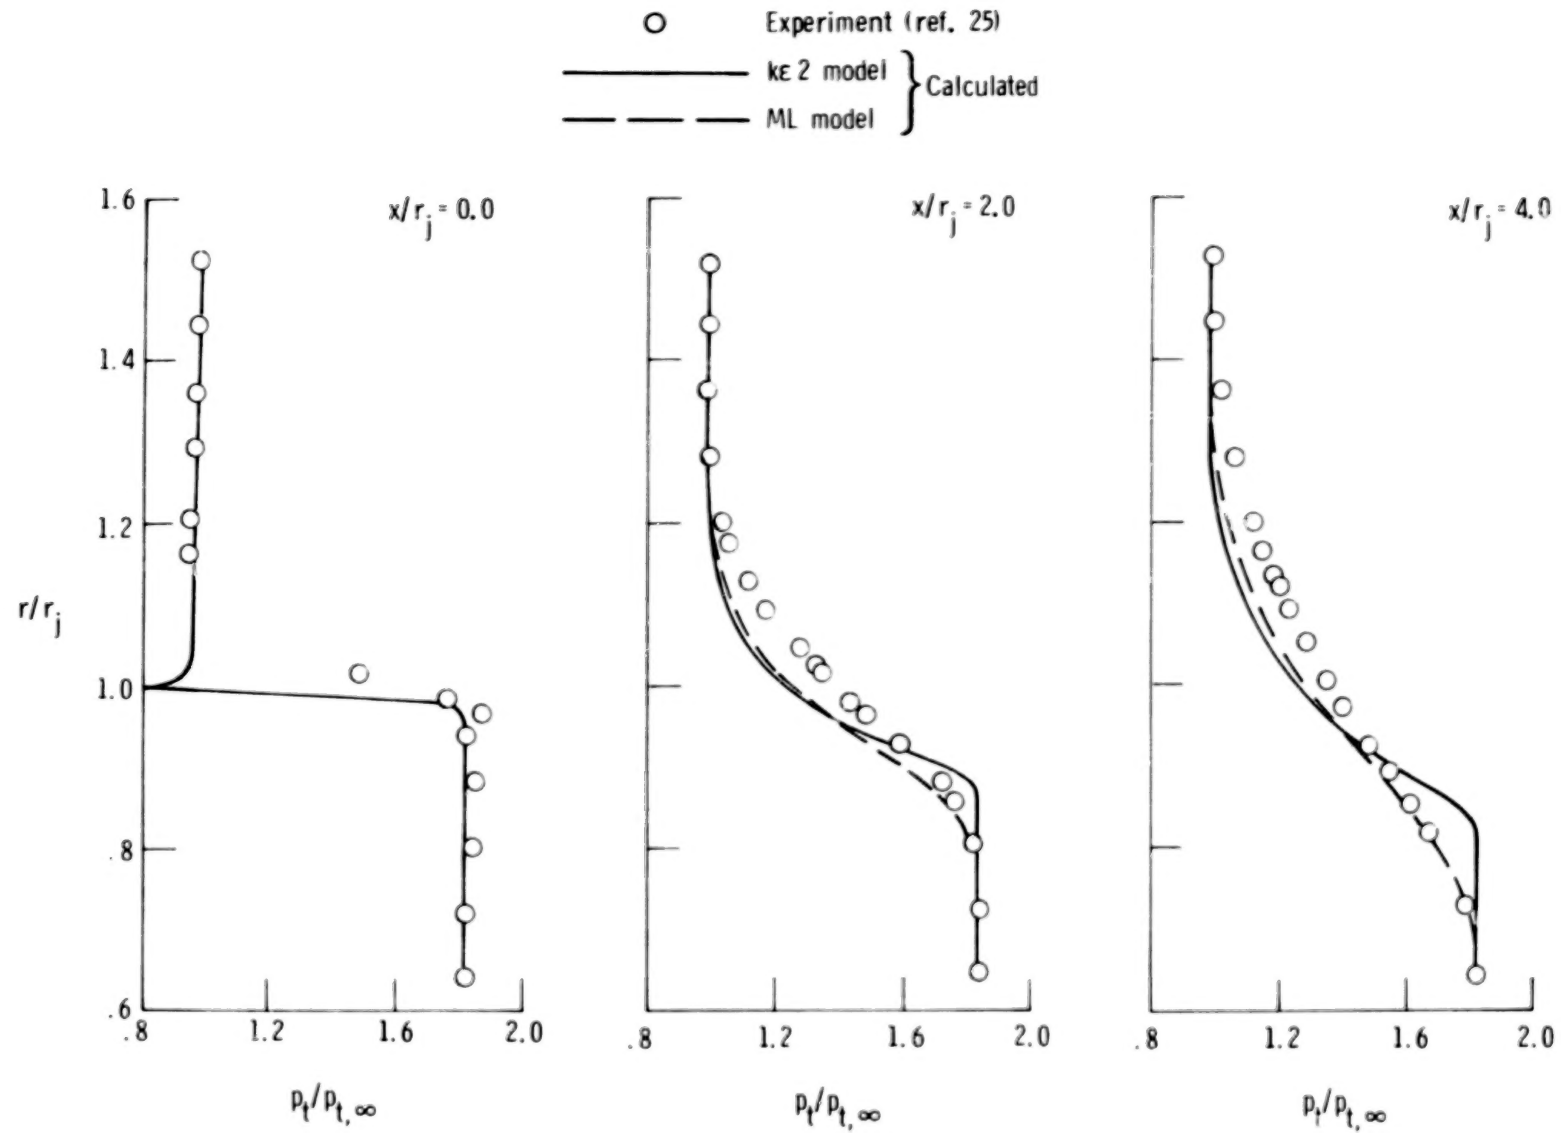 Experiment (ref. 25)
kε 2 model
Calculated
ML model
x/r_j = 0.0
x/r_j = 2.0
x/r_j = 4.0
1.6
1.4
1.2
1.0
.8
.6
r/r_j
.8 1.2 1.6 2.0
.8 1.2 1.6 2.0
.8 1.2 1.6 2.0
p_t/p_t,∞
p_t/p_t,∞
p_t/p_t,∞